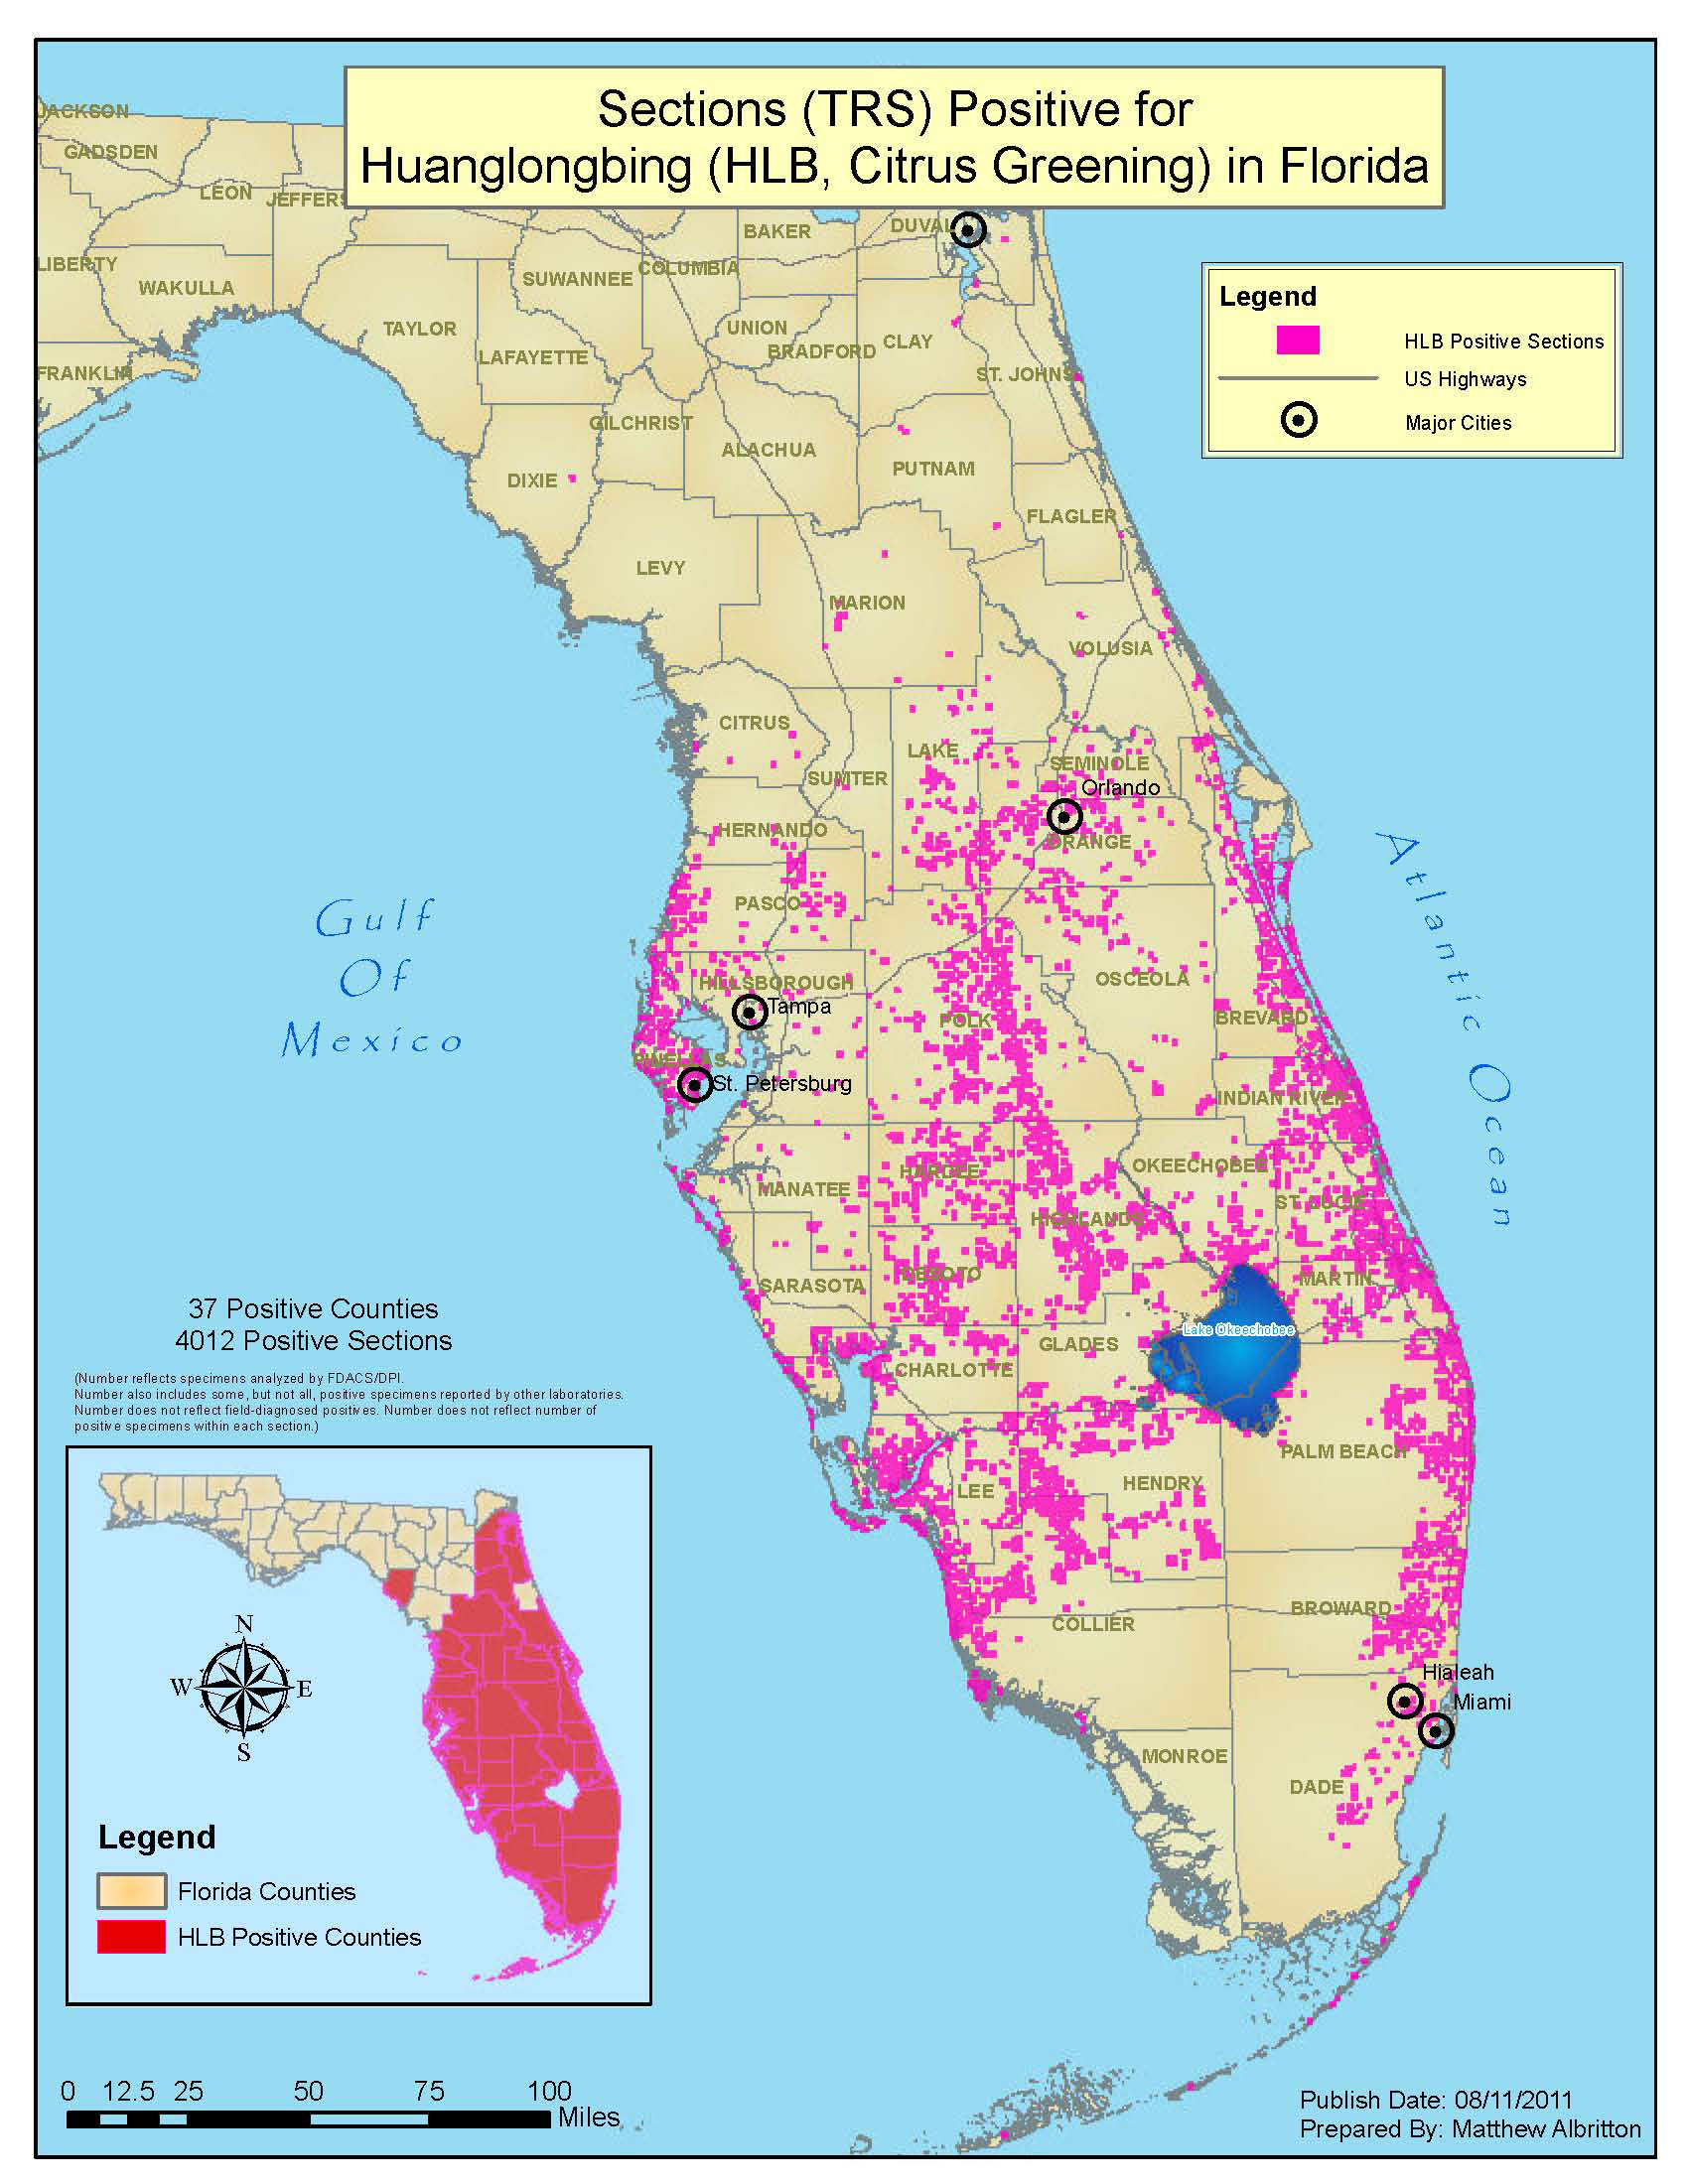 Sections (TRS) Positive for
Huanglongbing (HLB, Citrus Greening) in Florida
JACKSON
GADSDEN
LEON
JEFFERS
BAKER
DUVAL
LIBERTY
WAKULLA
SUWANNEE
COLUMBIA
TAYLOR
UNION
BRADFORD
CLAY
LAFAYETTE
FRANKLIN
ST. JOHNS
GILCHRIST
ALACHUA
PUTNAM
DIXIE
FLAGLER
LEVY
MARION
VOLUSIA
Legend
HLB Positive Sections
US Highways
Major Cities
CITRUS
LAKE
SUMTER
SEMINOLE
Orlando
HERNANDO
ORANGE
PASCO
OSCEOLA
HILLSBOROUGH
Tampa
POLK
BREVARD
PINELLAS
St. Petersburg
INDIAN RIVER
Gulf
Of
Mexico
Atlantic Ocean
HARDEE
OKEECHOBEE
MANATEE
ST. LUCIE
HIGHLANDS
DESOTO
SARASOTA
MARTIN
Lake Okeechobee
GLADES
CHARLOTTE
PALM BEACH
HENDRY
LEE
BROWARD
COLLIER
Hialeah
Miami
MONROE
DADE
37 Positive Counties
4012 Positive Sections
(Number reflects specimens analyzed by FDACS/DPI.
Number also includes some, but not all, positive specimens reported by other laboratories.
Number does not reflect field-diagnosed positives. Number does not reflect number of
positive specimens within each section.)
N
W E
S
Legend
Florida Counties
HLB Positive Counties
0 12.5 25 50 75 100
Miles
Publish Date: 08/11/2011
Prepared By: Matthew Albritton